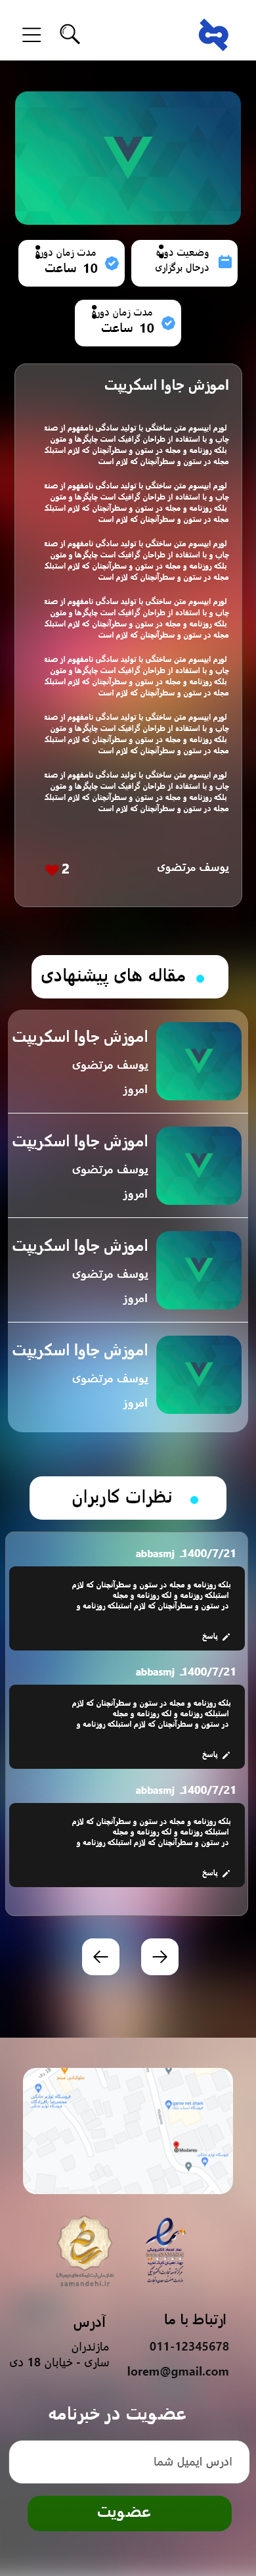 وضعیت دوره
درحال برگزاری
مدت زمان دوره
10 ساعت
مدت زمان دوره
10 ساعت
اموزش جاوا اسکریپت
لورم ایپسوم متن ساختگی با تولید سادگی نامفهوم از صنه
چاپ و با استفاده از طراحان گرافیک است چاپگرها و متون
بلکه روزنامه و مجله در ستون و سطرآنچنان که لازم استبلک
مجله در ستون و سطرآنچنان که لازم است
لورم ایپسوم متن ساختگی با تولید سادگی نامفهوم از صنه
چاپ و با استفاده از طراحان گرافیک است چاپگرها و متون
بلکه روزنامه و مجله در ستون و سطرآنچنان که لازم استبلک
مجله در ستون و سطرآنچنان که لازم است
لورم ایپسوم متن ساختگی با تولید سادگی نامفهوم از صنه
چاپ و با استفاده از طراحان گرافیک است چاپگرها و متون
بلکه روزنامه و مجله در ستون و سطرآنچنان که لازم استبلک
مجله در ستون و سطرآنچنان که لازم است
لورم ایپسوم متن ساختگی با تولید سادگی نامفهوم از صنه
چاپ و با استفاده از طراحان گرافیک است چاپگرها و متون
بلکه روزنامه و مجله در ستون و سطرآنچنان که لازم استبلک
مجله در ستون و سطرآنچنان که لازم است
لورم ایپسوم متن ساختگی با تولید سادگی نامفهوم از صنه
چاپ و با استفاده از طراحان گرافیک است چاپگرها و متون
بلکه روزنامه و مجله در ستون و سطرآنچنان که لازم استبلک
مجله در ستون و سطرآنچنان که لازم است
لورم ایپسوم متن ساختگی با تولید سادگی نامفهوم از صنه
چاپ و با استفاده از طراحان گرافیک است چاپگرها و متون
بلکه روزنامه و مجله در ستون و سطرآنچنان که لازم استبلک
مجله در ستون و سطرآنچنان که لازم است
لورم ایپسوم متن ساختگی با تولید سادگی نامفهوم از صنه
چاپ و با استفاده از طراحان گرافیک است چاپگرها و متون
بلکه روزنامه و مجله در ستون و سطرآنچنان که لازم استبلک
مجله در ستون و سطرآنچنان که لازم است
یوسف مرتضوی
2
مقاله های پیشنهادی
اموزش جاوا اسکریپت
یوسف مرتضوی
امروز
اموزش جاوا اسکریپت
یوسف مرتضوی
امروز
اموزش جاوا اسکریپت
یوسف مرتضوی
امروز
اموزش جاوا اسکریپت
یوسف مرتضوی
امروز
نظرات کاربران
abbasmj _1400/7/21
بلکه روزنامه و مجله در ستون و سطرآنچنان که لازم
استبلکه روزنامه و لکه روزنامه و مجله
در ستون و سطرآنچنان که لازم استبلکه روزنامه و
پاسخ
abbasmj _1400/7/21
بلکه روزنامه و مجله در ستون و سطرآنچنان که لازم
استبلکه روزنامه و لکه روزنامه و مجله
در ستون و سطرآنچنان که لازم استبلکه روزنامه و
پاسخ
abbasmj _1400/7/21
بلکه روزنامه و مجله در ستون و سطرآنچنان که لازم
استبلکه روزنامه و لکه روزنامه و مجله
در ستون و سطرآنچنان که لازم استبلکه روزنامه و
پاسخ
game net shark
Modares
samandehi.ir
ارتباط با ما
011-12345678
lorem@gmail.com
آدرس
مازندران
ساری - خیابان 18 دی
عضویت در خبرنامه
ادرس ایمیل شما
عضویت